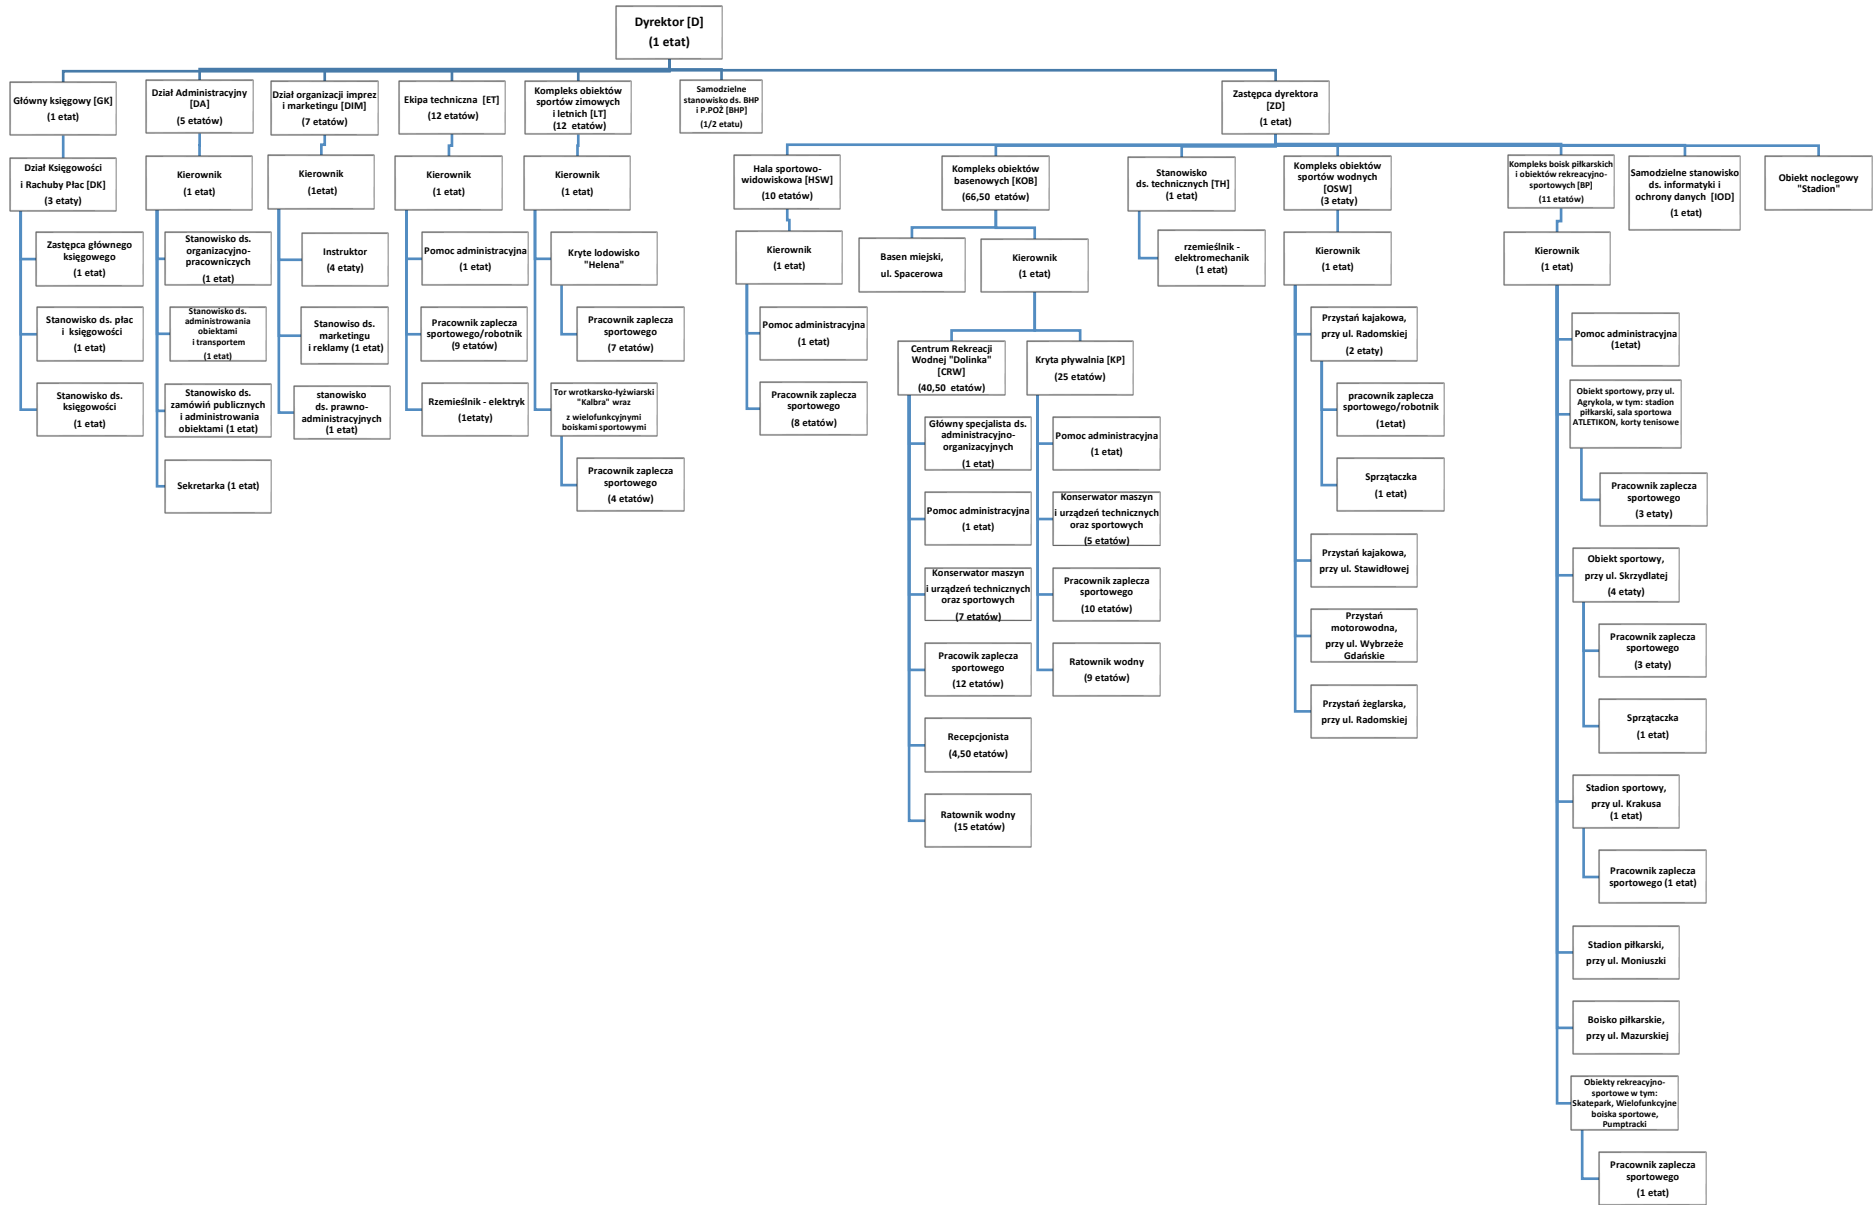 Dyrektor [D]
(1 etat)
Główny księgowy [GK]
(1 etat)
Dział Księgowości
i Rachuby Płac [DK]
(3 etaty)
Zastępca głównego
księgowego
(1 etat)
Stanowisko ds. płac
i księgowości
(1 etat)
Stanowisko ds.
księgowości
(1 etat)
Dział Administracyjny
[DA]
(5 etatów)
Kierownik
(1 etat)
Stanowisko ds.
organizacyjno-
pracowniczych
(1 etat)
Stanowisko ds.
administrowania
obiektami
i transportem
(1 etat)
Stanowisko ds.
zamówień publicznych
i administrowania
obiektami (1 etat)
Sekretarka (1 etat)
Dział organizacji imprez
i marketingu [DIM]
(7 etatów)
Kierownik
(1etat)
Instruktor
(4 etaty)
Stanowiso ds.
marketingu
i reklamy (1 etat)
stanowisko
ds. prawno-
administracyjnych
(1 etat)
Ekipa techniczna [ET]
(12 etatów)
Kierownik
(1 etat)
Pomoc administracyjna
(1 etat)
Pracownik zaplecza
sportowego/robotnik
(9 etatów)
Rzemieślnik - elektryk
(1etaty)
Kompleks obiektów
sportów zimowych
i letnich [LT]
(12 etatów)
Kierownik
(1 etat)
Kryte lodowisko
"Helena"
Pracownik zaplecza
sportowego
(7 etatów)
Tor wrotkarsko-łyżwiarski
"Kalbra" wraz
z wielofunkcyjnymi
boiskami sportowymi
Pracownik zaplecza
sportowego
(4 etatów)
Samodzielne
stanowisko ds. BHP
i P.POŻ [BHP]
(1/2 etatu)
Zastępca dyrektora
[ZD]
(1 etat)
Hala sportowo-
widowiskowa [HSW]
(10 etatów)
Kierownik
(1 etat)
Pomoc administracyjna
(1 etat)
Pracownik zaplecza
sportowego
(8 etatów)
Kompleks obiektów
basenowych [KOB]
(66,50 etatów)
Basen miejski,
ul. Spacerowa
Kierownik
(1 etat)
Centrum Rekreacji
Wodnej "Dolinka"
[CRW]
(40,50 etatów)
Główny specjalista ds.
administracyjno-
organizacyjnych
(1 etat)
Pomoc administracyjna
(1 etat)
Konserwator maszyn
i urządzeń technicznych
oraz sportowych
(7 etatów)
Pracowik zaplecza
sportowego
(12 etatów)
Recepcjonista
(4,50 etatów)
Ratownik wodny
(15 etatów)
Kryta pływalnia [KP]
(25 etatów)
Pomoc administracyjna
(1 etat)
Konserwator maszyn
i urządzeń technicznych
oraz sportowych
(5 etatów)
Pracownik zaplecza
sportowego
(10 etatów)
Ratownik wodny
(9 etatów)
Stanowisko
ds. technicznych [TH]
(1 etat)
rzemieślnik -
elektromechanik
(1 etat)
Kompleks obiektów
sportów wodnych
[OSW]
(3 etaty)
Kierownik
(1 etat)
Przystań kajakowa,
przy ul. Radomskiej
(2 etaty)
pracownik zaplecza
sportowego/robotnik
(1etat)
Sprzątaczka
(1 etat)
Przystań kajakowa,
przy ul. Stawidłowej
Przystań
motorowodna,
przy ul. Wybrzeże
Gdańskie
Przystań żeglarska,
przy ul. Radomskiej
Kompleks boisk piłkarskich
i obiektów rekreacyjno-
sportowych [BP]
(11 etatów)
Kierownik
(1 etat)
Pomoc administracyjna
(1etat)
Obiekt sportowy, przy ul.
Agrykola, w tym: stadion
piłkarski, sala sportowa
ATLETIKON, korty tenisowe
Pracownik zaplecza
sportowego
(3 etaty)
Obiekt sportowy,
przy ul. Skrzydlatej
(4 etaty)
Pracownik zaplecza
sportowego
(3 etaty)
Sprzątaczka
(1 etat)
Stadion sportowy,
przy ul. Krakusa
(1 etat)
Pracownik zaplecza
sportowego (1 etat)
Stadion piłkarski,
przy ul. Moniuszki
Boisko piłkarskie,
przy ul. Mazurskiej
Obiekty rekreacyjno-
sportowe w tym:
Skatepark, Wielofunkcyjne
boiska sportowe,
Pumptracki
Pracownik zaplecza
sportowego
(1 etat)
Samodzielne stanowisko
ds. informatyki i
ochrony danych [IOD]
(1 etat)
Obiekt noclegowy
"Stadion"